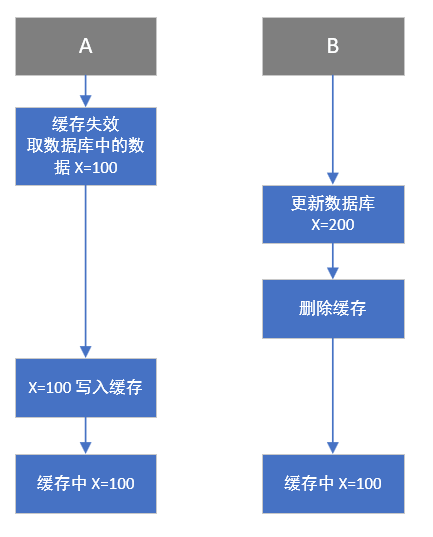 A
缓存失效
取数据库中的数
据 X=100
X=100 写入缓存
缓存中 X=100
B
更新数据库
X=200
删除缓存
缓存中 X=100